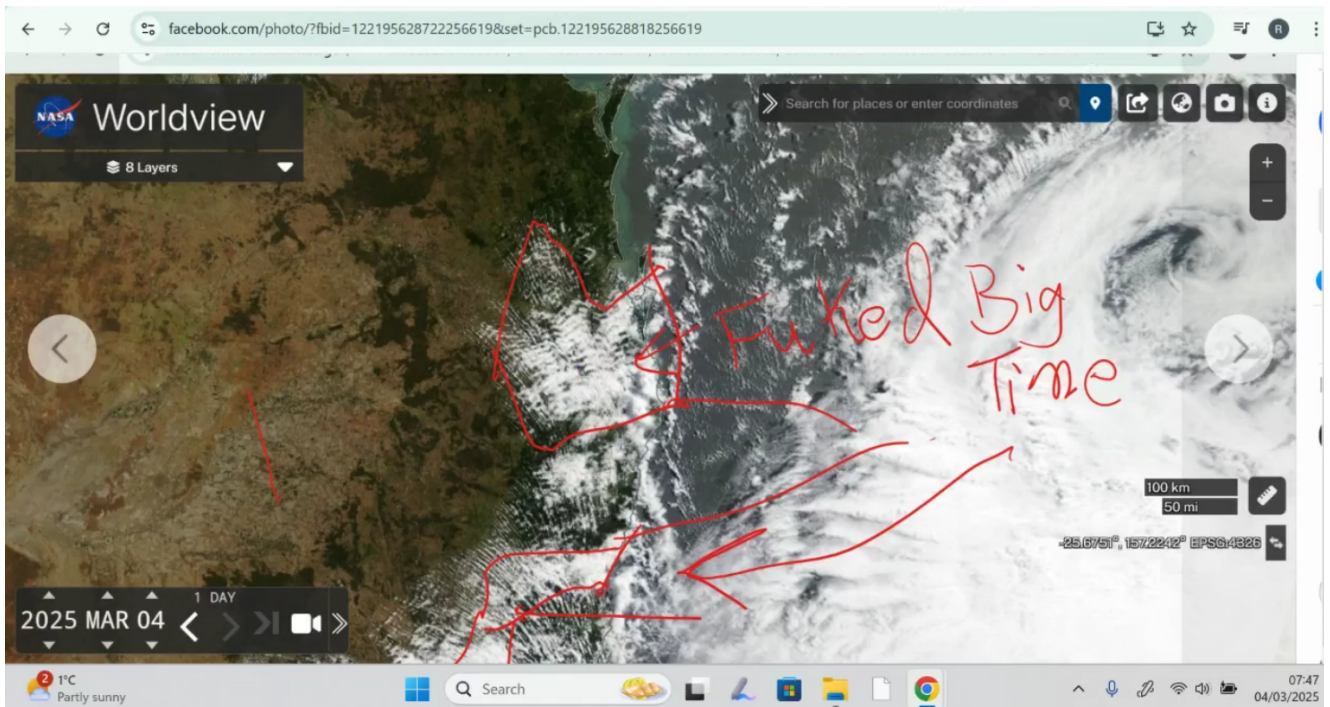 facebook.com/photo/?fbid=122195628722256619&set=pcb.122195628818256619
R
NASA
Worldview
Search for places or enter coordinates
8 Layers
Fuked Big
Time
100 km
50 mi
-25.6751°, 157.2242° EPSG:4326
1 DAY
2025 MAR 04
2
1°C
Partly sunny
Search
07:47
04/03/2025